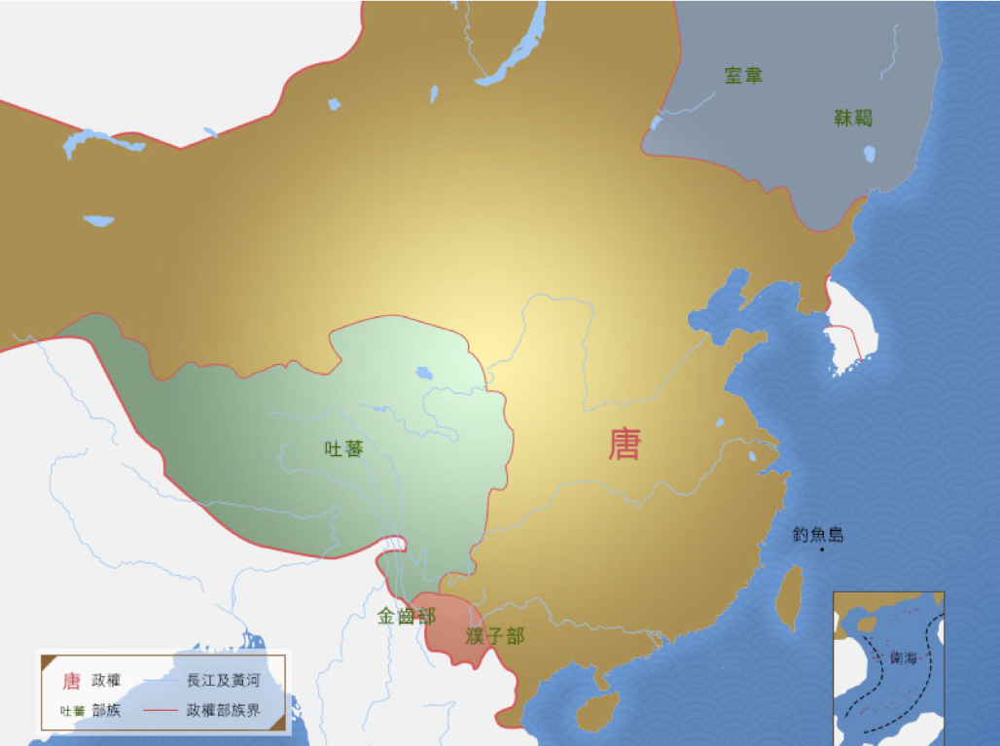 室韋
靺鞨
吐蕃
唐
釣魚島
金齒部
濮子部
南海
唐 政權 長江及黃河
吐蕃 部族 政權部族界